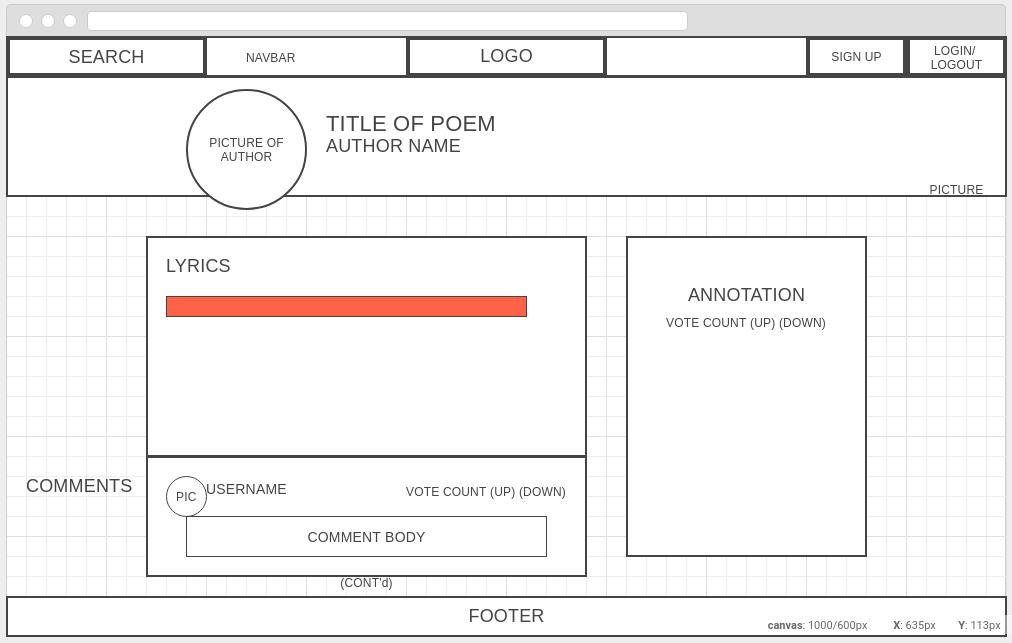 SEARCH
NAVBAR
LOGO
SIGN UP
LOGIN/
LOGOUT
PICTURE OF
AUTHOR
TITLE OF POEM
AUTHOR NAME
PICTURE
LYRICS
ANNOTATION
VOTE COUNT (UP) (DOWN)
COMMENTS
PIC
USERNAME
VOTE COUNT (UP) (DOWN)
COMMENT BODY
(CONT'd)
FOOTER
canvas: 1000/600px X: 635px Y: 113px